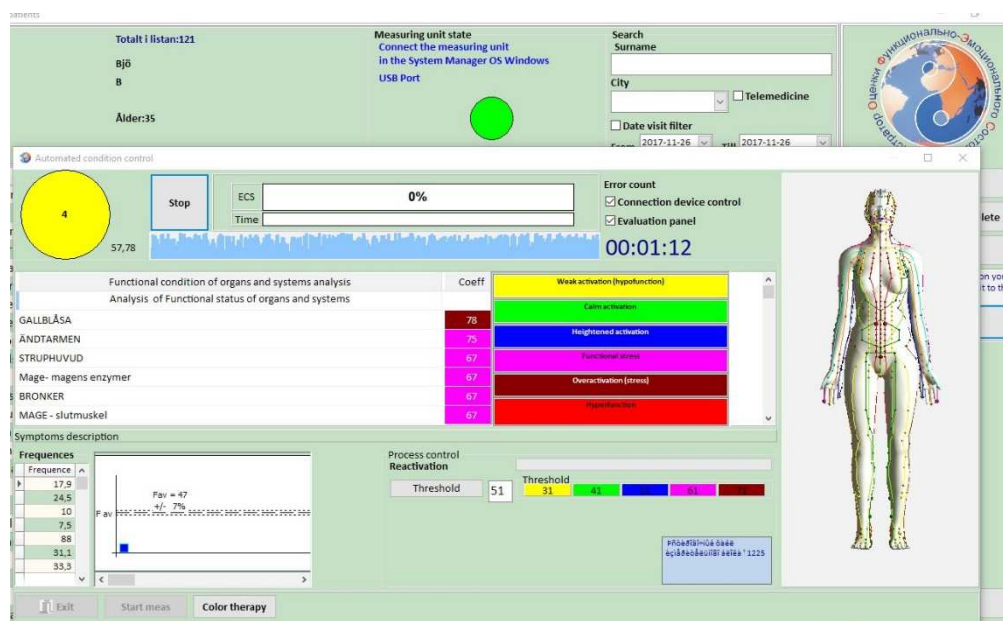 patients
Totalt i listan:121
Bjö
B
Ålder:35
Measuring unit state
Connect the measuring unit
in the System Manager OS Windows
USB Port
Search
Surname
City
Telemedicine
Date visit filter
From 2017-11-26 Till 2017-11-26
Функционально-Эмоционального
Оценки
Automated condition control
4
57,78
Stop
ECS 0%
Time
Error count
Connection device control
Evaluation panel
00:01:12
Functional condition of organs and systems analysis Coeff
Analysis of Functional status of organs and systems
GALLBLÅSA 78
ÄNDTARMEN 75
STRUPHUVUD 67
Mage- magens enzymer 67
BRONKER 67
MAGE - slutmuskel 67
Weak activation (hypofunction)
Calm activation
Heightened activation
Functional stress
Overactivation (stress)
Hyperfunction
Symptoms description
Frequences
Frequence
17,9
24,5
10
7,5
88
31,1
33,3
Fav = 47
+/- 7%
F av
Process control
Reactivation
Threshold 51
Threshold
31 41 61
1225
Exit Start meas Color therapy